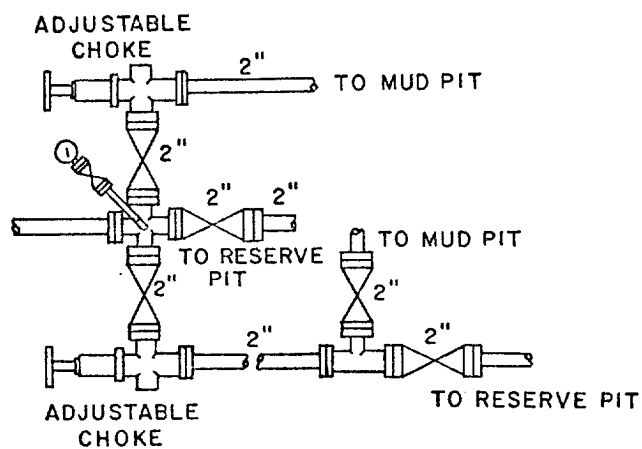 ADJUSTABLE
CHOKE
2"
TO MUD PIT
2"
2"
2"
TO RESERVE
PIT
TO MUD PIT
2"
2"
2"
2"
ADJUSTABLE
CHOKE
TO RESERVE PIT